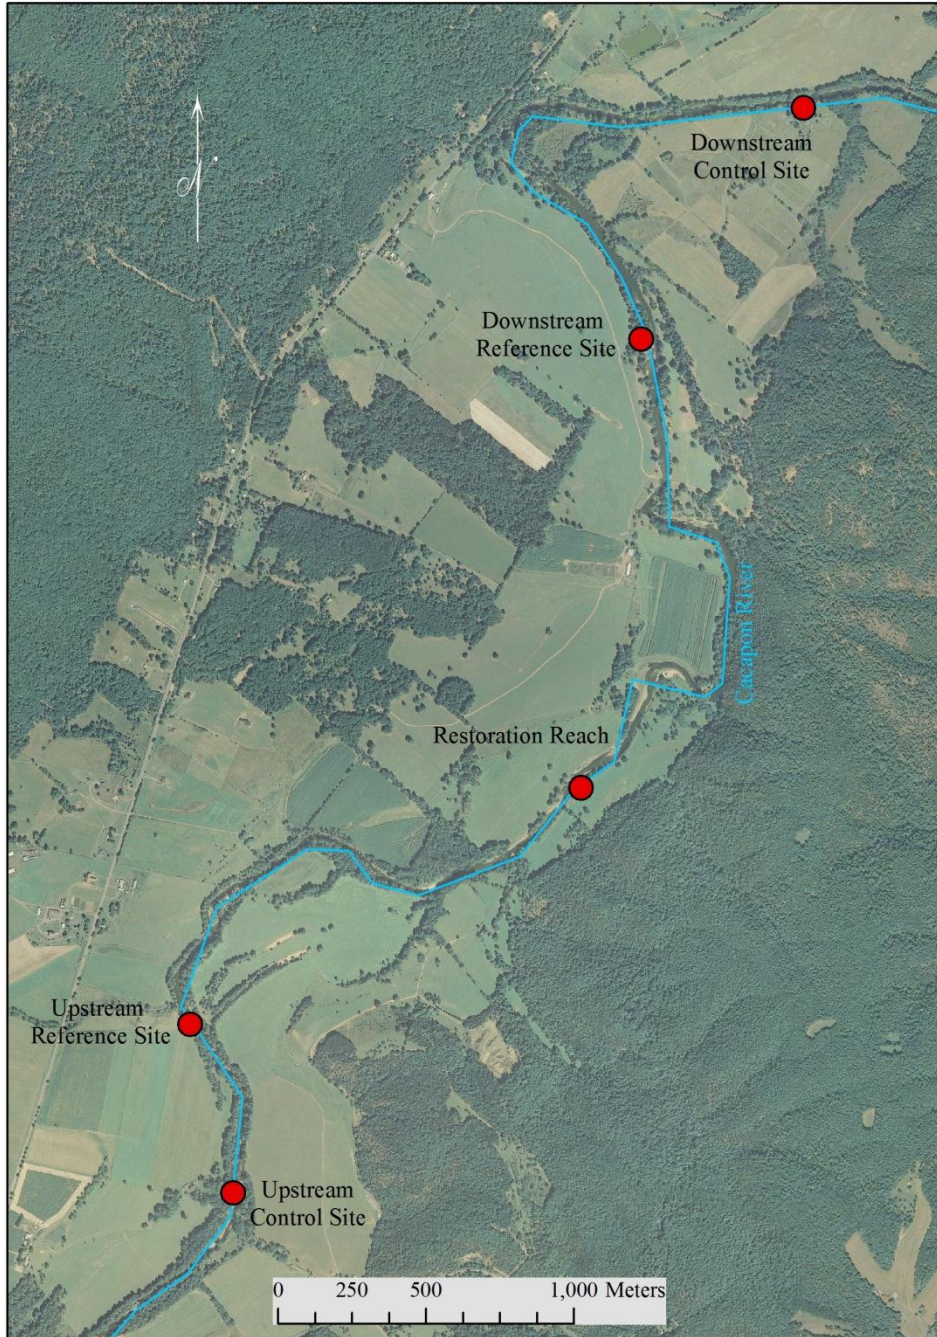 Downstream
Control Site
Downstream
Reference Site
Cacapon River
Restoration Reach
Upstream
Reference Site
Upstream
Control Site
0 250 500 1,000 Meters